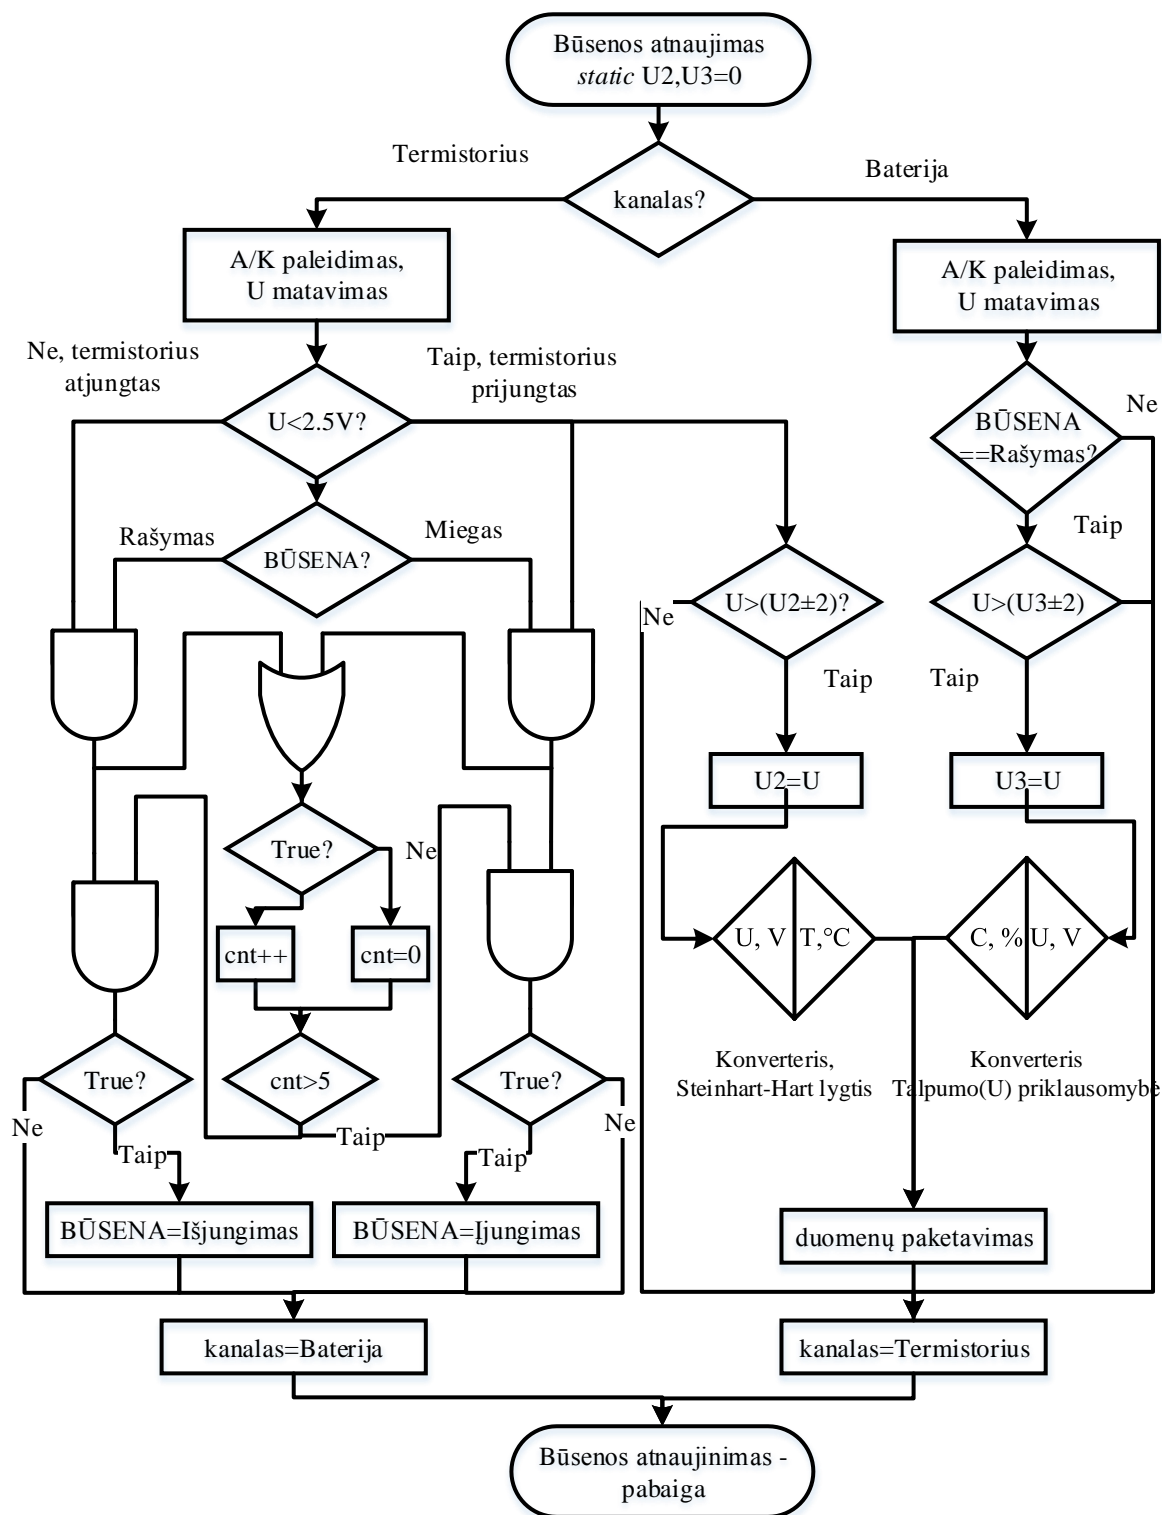 Būsenos atnaujimas
static U2,U3=0
Termistorius
kanalas?
Baterija
A/K paleidimas,
U matavimas
A/K paleidimas,
U matavimas
Ne, termistorius
atjungtas
Taip, termistorius
prijungtas
U<2.5V?
Ne
BŪSENA
==Rašymas?
Taip
Rašymas
BŪSENA?
Miegas
U>(U2±2)?
Ne
U>(U3±2)
Taip
Taip
U2=U
U3=U
True?
Ne
cnt++
cnt=0
U, V
T,°C
C, %
U, V
True?
cnt>5
True?
Konverteris,
Steinhart-Hart lygtis
Konverteris
Talpumo(U) priklausomybė
Ne
Taip
Taip
Taip
Ne
BŪSENA=Išjungimas
BŪSENA=Įjungimas
duomenų paketavimas
kanalas=Baterija
kanalas=Termistorius
Būsenos atnaujinimas -
pabaiga